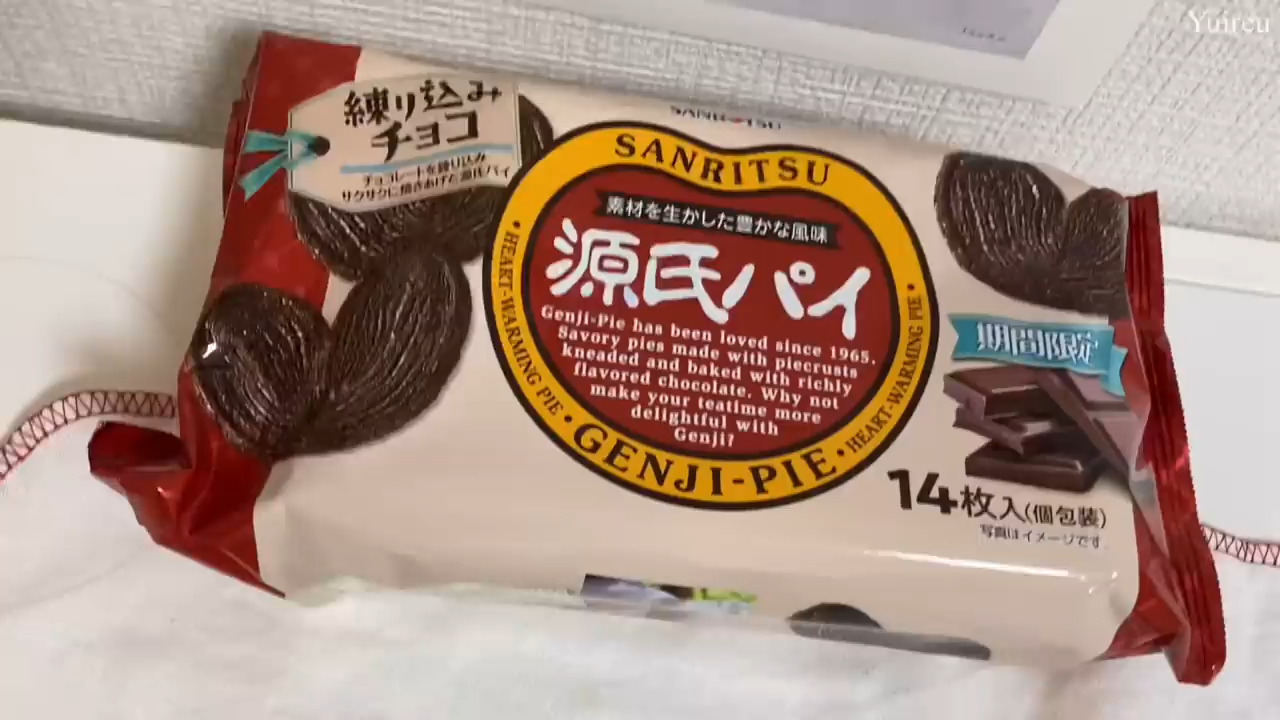 Yuircu
練り込み
チョコ
チョコレートを練り込み
サクサクに焼きあげた源氏パイ
SANRITSU
SANRITSU
素材を生かした豊かな風味
源氏パイ
Genji-Pie has been loved since 1965.
Savory pies made with piecrusts
kneaded and baked with richly
flavored chocolate. Why not
make your teatime more
delightful with
Genji?
• HEART-WARMING PIE •
GENJI-PIE
• HEART-WARMING PIE •
期間限定
14枚入(個包装)
写真はイメージです